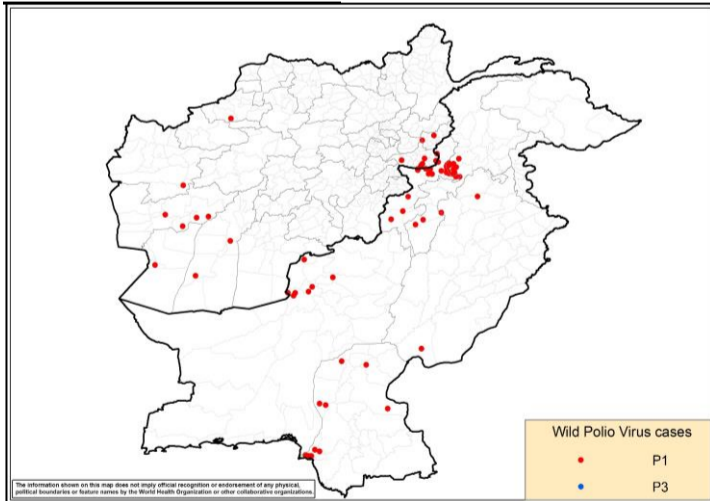 Wild Polio Virus cases
P1
P3
The information shown on this map does not imply official recognition or endorsement of any physical,
political boundaries or feature names by the World Health Organization or other collaborative organizations.